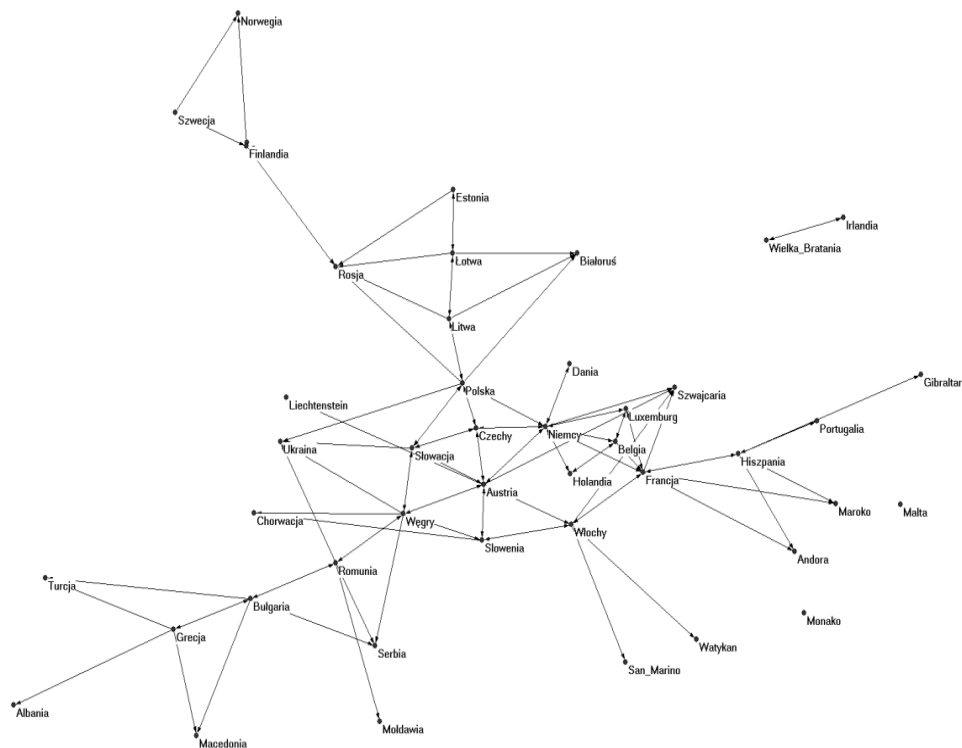 Norwegia
Szwecja
Finlandia
Estonia
Irlandia
Wielka_Bratania
Rosja
Łotwa
Białoruś
Litwa
Dania
Polska
Szwajcaria
Gibraltar
Liechtenstein
Luxemburg
Portugalia
Czechy
Niemcy
Ukraina
Słowacja
Belgia
Hiszpania
Holandia
Francja
Austria
Maroko
Malta
Chorwacja
Węgry
Włochy
Słowenia
Andora
Romunia
Turcja
Bulgaria
Monako
Grecja
Serbia
Watykan
San_Marino
Albania
Mołdawia
Macedonia